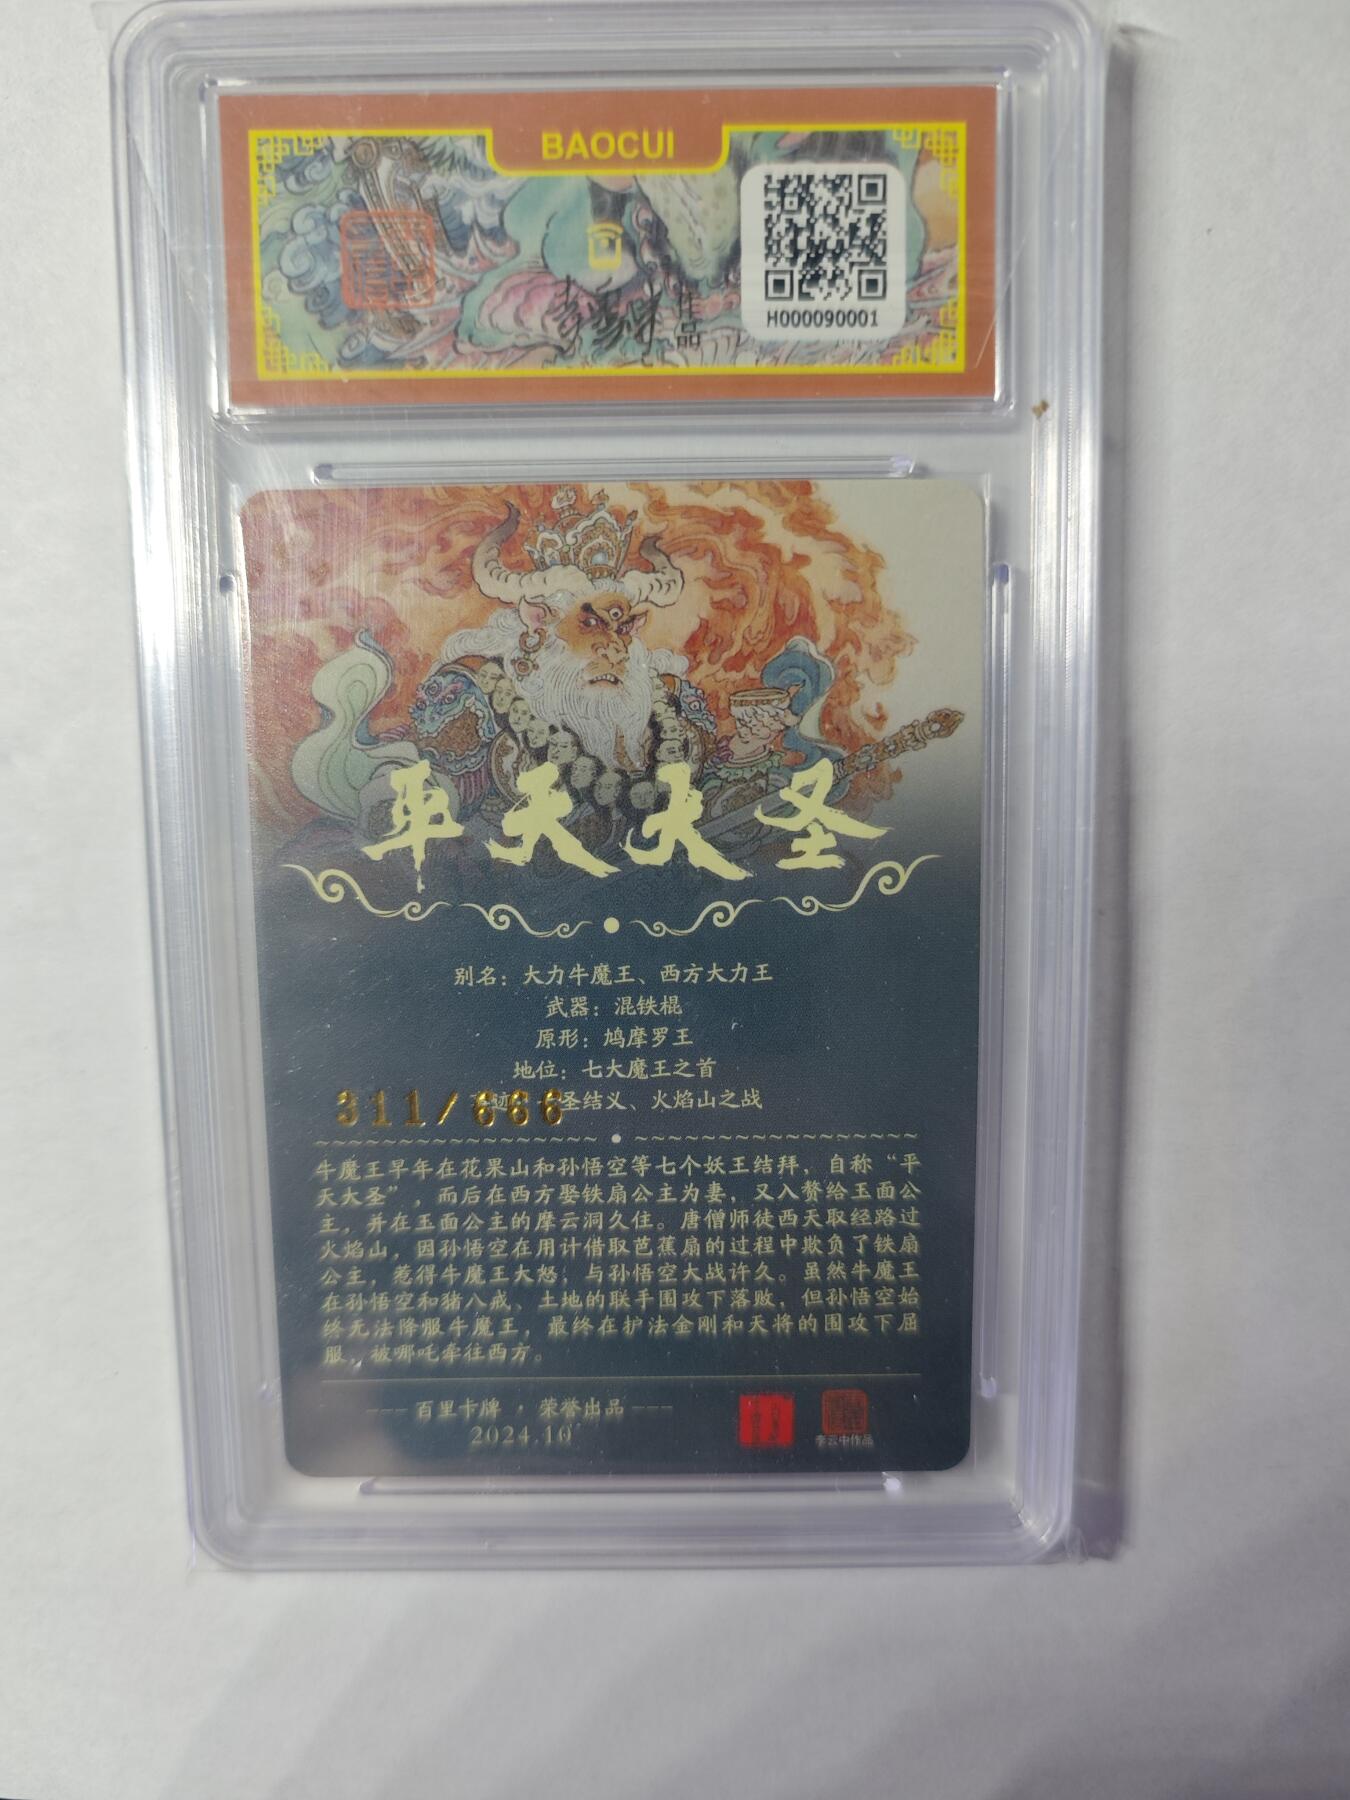 BAOCUI
佳品
H000090001
平天大圣
别名：大力牛魔王、西方大力王
武器：混铁棍
原形：鸠摩罗王
地位：七大魔王之首
迹：圣结义、火焰山之战
311/666
牛魔王早年在花果山和孙悟空等七个妖王结拜，自称“平
天大圣”，而后在西方娶铁扇公主为妻，又入赘给玉面公
主，并在玉面公主的摩云洞久住。唐僧师徒西天取经路过
火焰山，因孙悟空在用计借取芭蕉扇的过程中欺负了铁扇
公主，惹得牛魔王大怒，与孙悟空大战许久。虽然牛魔王
在孙悟空和猪八戒、土地的联手围攻下落败，但孙悟空始
终无法降服牛魔王，最终在护法金刚和天将的围攻下屈
服，被哪吒牵往西方。
--- 百里卡牌 · 荣誉出品 ---
2024.10
李云中作品